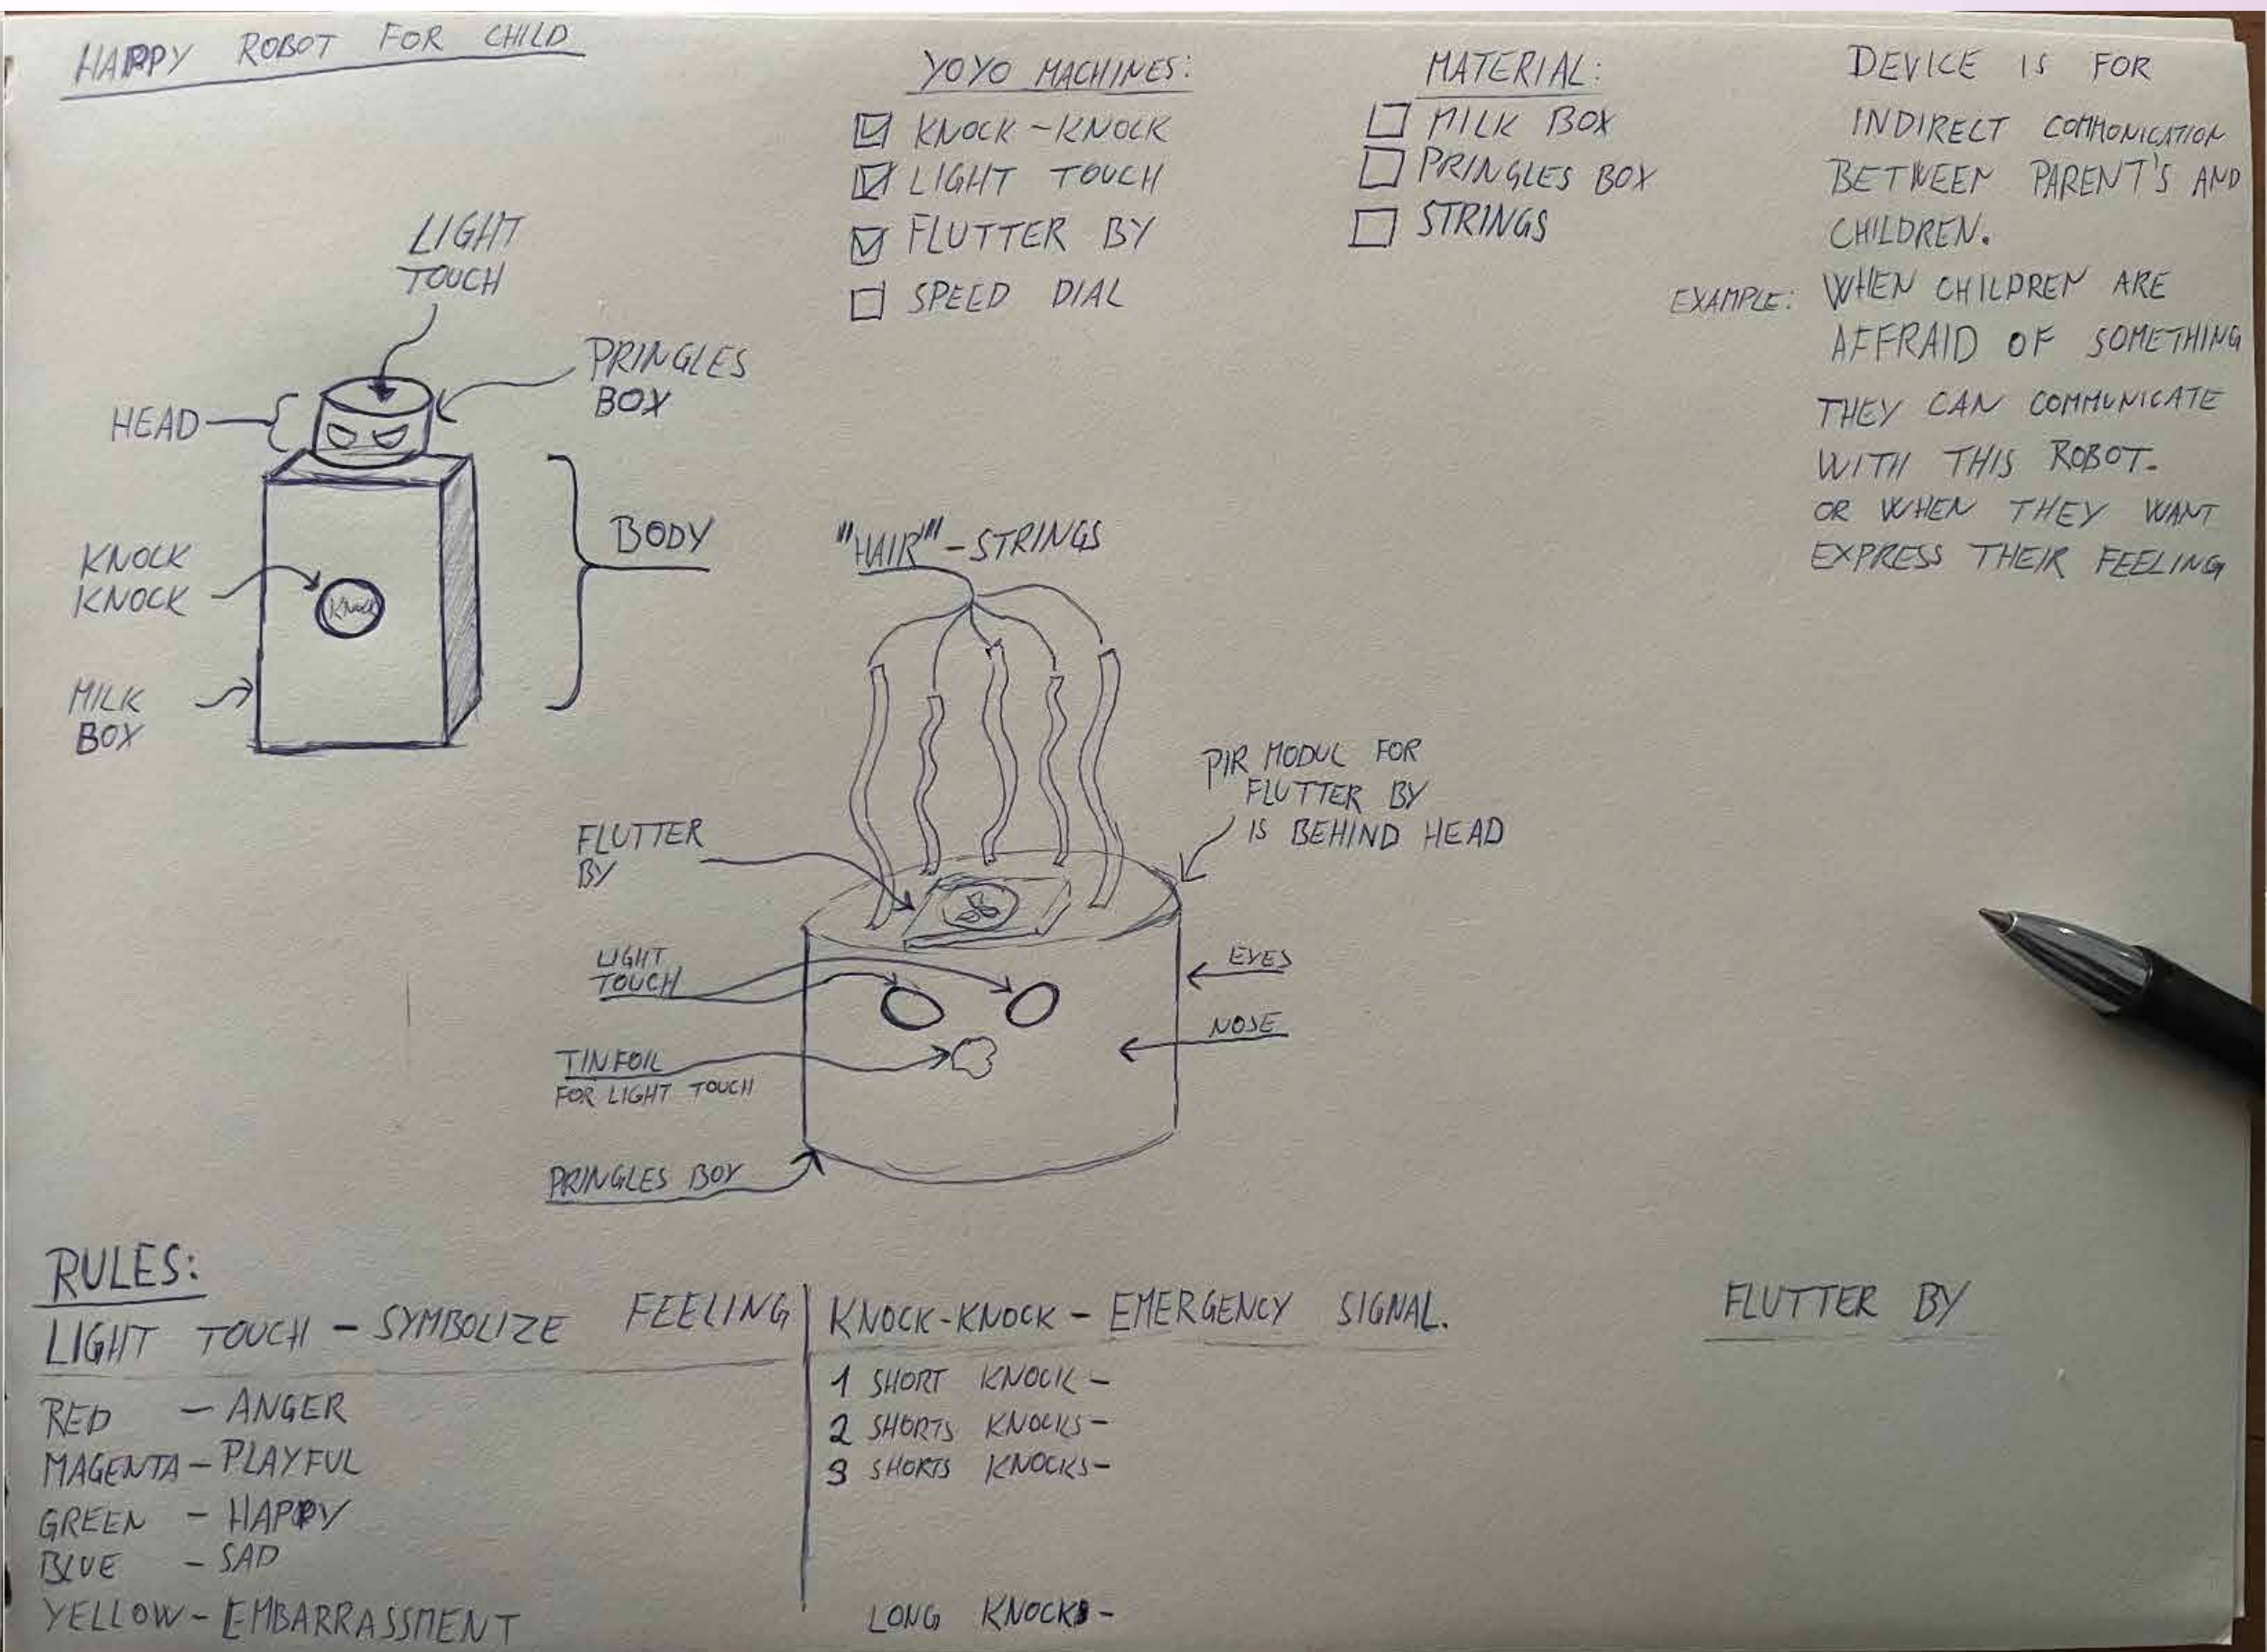 HAPPY ROBOT FOR CHILD
YOYO MACHINES:
KNOCK-KNOCK
LIGHT TOUCH
FLUTTER BY
SPEED DIAL
MATERIAL:
MILK BOX
PRINGLES BOX
STRINGS
DEVICE IS FOR
INDIRECT COMMONICATION
BETWEEN PARENT'S AND
CHILDREN.
EXAMPLE: WHEN CHILDREN ARE
AFFRAID OF SOMETHING
THEY CAN COMMUNICATE
WITH THIS ROBOT.
OR WHEN THEY WANT
EXPRESS THEIR FEELING
LIGHT
TOUCH
PRINGLES
BOX
HEAD
BODY
KNOCK
KNOCK
Knock
MILK
BOX
"HAIR" - STRINGS
PIR MODUL FOR
FLUTTER BY
IS BEHIND HEAD
FLUTTER
BY
LIGHT
TOUCH
EYES
NOSE
TINFOIL
FOR LIGHT TOUCH
PRINGLES BOX
RULES:
LIGHT TOUCH - SYMBOLIZE FEELING
RED - ANGER
MAGENTA - PLAYFUL
GREEN - HAPPY
BLUE - SAD
YELLOW - EMBARRASSMENT
KNOCK-KNOCK - EMERGENCY SIGNAL.
1 SHORT KNOCK -
2 SHORTS KNOCKS -
3 SHORTS KNOCKS -
LONG KNOCKS -
FLUTTER BY